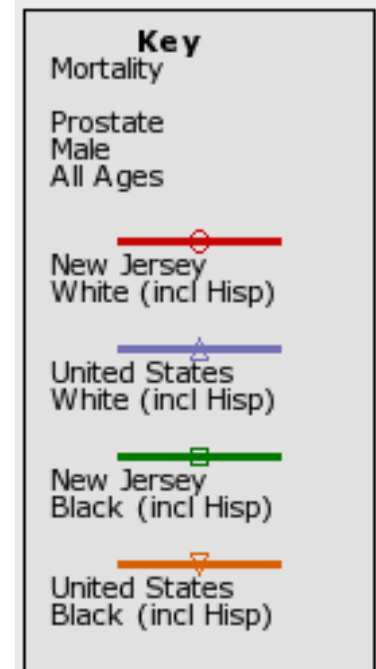 Key
Mortality
Prostate
Male
All Ages
New Jersey
White (incl Hisp)
United States
White (incl Hisp)
New Jersey
Black (incl Hisp)
United States
Black (incl Hisp)